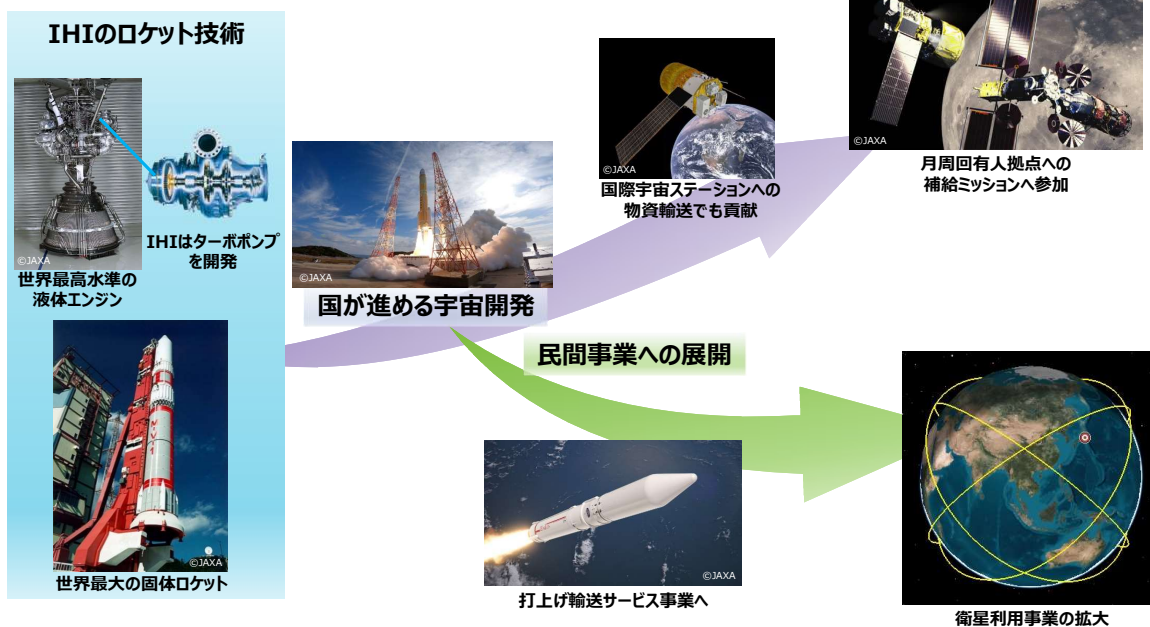 IHIのロケット技術
©JAXA
IHIはターボポンプ
を開発
世界最高水準の
液体エンジン
M-V-1
©JAXA
世界最大の固体ロケット
©JAXA
国が進める宇宙開発
©JAXA
国際宇宙ステーションへの
物資輸送でも貢献
©JAXA
月周回有人拠点への
補給ミッションへ参加
民間事業への展開
©JAXA
打上げ輸送サービス事業へ
衛星利用事業の拡大